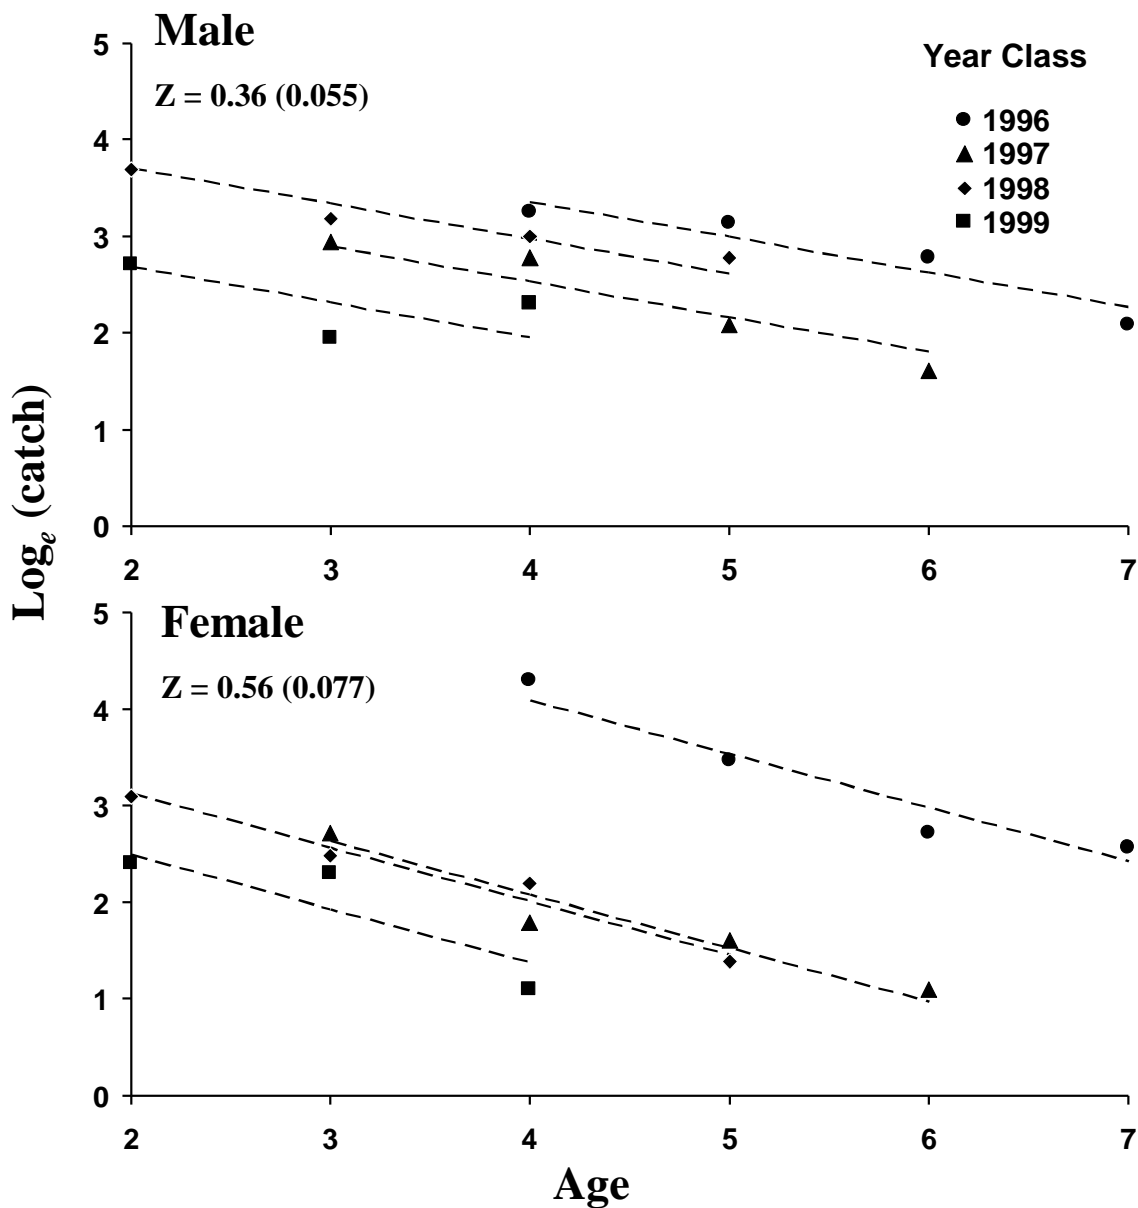 Male
Z = 0.36 (0.055)
Year Class
1996
1997
1998
1999
5
4
3
2
1
0
2 3 4 5 6 7
Log_e (catch)
Female
Z = 0.56 (0.077)
5
4
3
2
1
0
2 3 4 5 6 7
Age